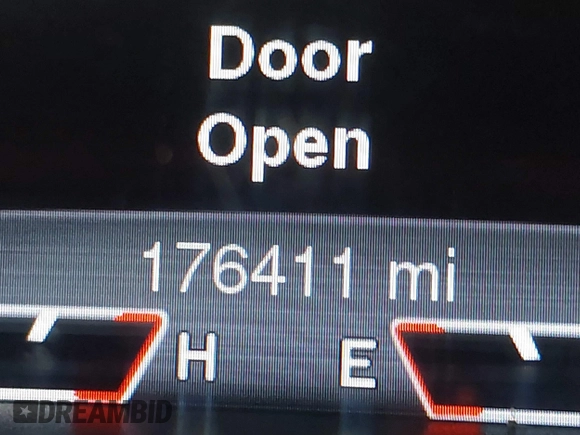 Door
Open
176411 mi
H E
DREAMBID